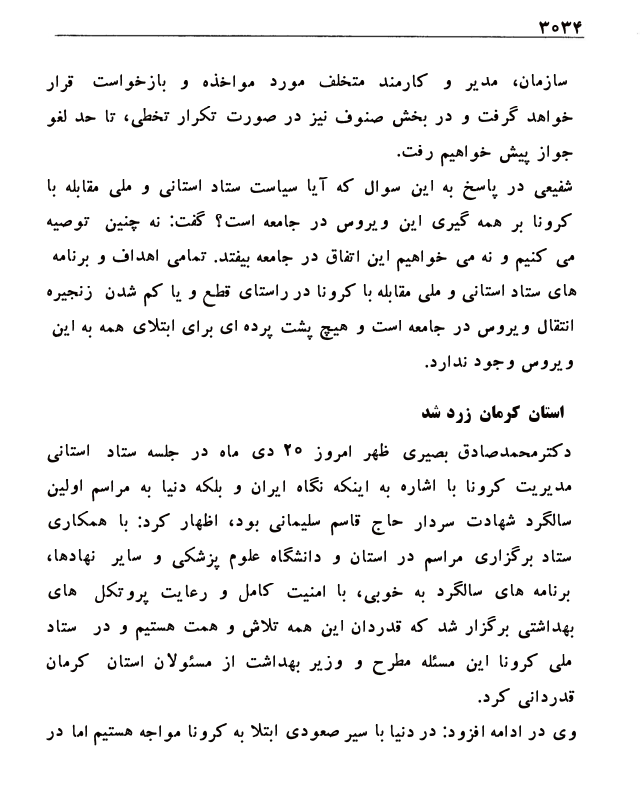 ۳۰۳۴
سازمان، مدیر و کارمند متخلف مورد مواخذه و بازخواست قرار
خواهد گرفت و در بخش صنوف نیز در صورت تکرار تخطی، تا حد لغو
جواز پیش خواهیم رفت.
شفیعی در پاسخ به این سوال که آیا سیاست ستاد استانی و ملی مقابله با
کرونا بر همه گیری این ویروس در جامعه است؟ گفت: نه چنین توصیه
می کنیم و نه می خواهیم این اتفاق در جامعه بیفتد. تمامی اهداف و برنامه
های ستاد استانی و ملی مقابله با کرونا در راستای قطع و یا کم شدن زنجیره
انتقال ویروس در جامعه است و هیچ پشت پرده ای برای ابتلای همه به این
ویروس وجود ندارد.
استان کرمان زرد شد
دکترمحمدصادق بصیری ظهر امروز ۲۰ دی ماه در جلسه ستاد استانی
مدیریت کرونا با اشاره به اینکه نگاه ایران و بلکه دنیا به مراسم اولین
سالگرد شهادت سردار حاج قاسم سلیمانی بود، اظهار کرد: با همکاری
ستاد برگزاری مراسم در استان و دانشگاه علوم پزشکی و سایر نهادها،
برنامه های سالگرد به خوبی، با امنیت کامل و رعایت پروتکل های
بهداشتی برگزار شد که قدردان این همه تلاش و همت هستیم و در ستاد
ملی کرونا این مسئله مطرح و وزیر بهداشت از مسئولان استان کرمان
قدردانی کرد.
وی در ادامه افزود: در دنیا با سیر صعودی ابتلا به کرونا مواجه هستیم اما در